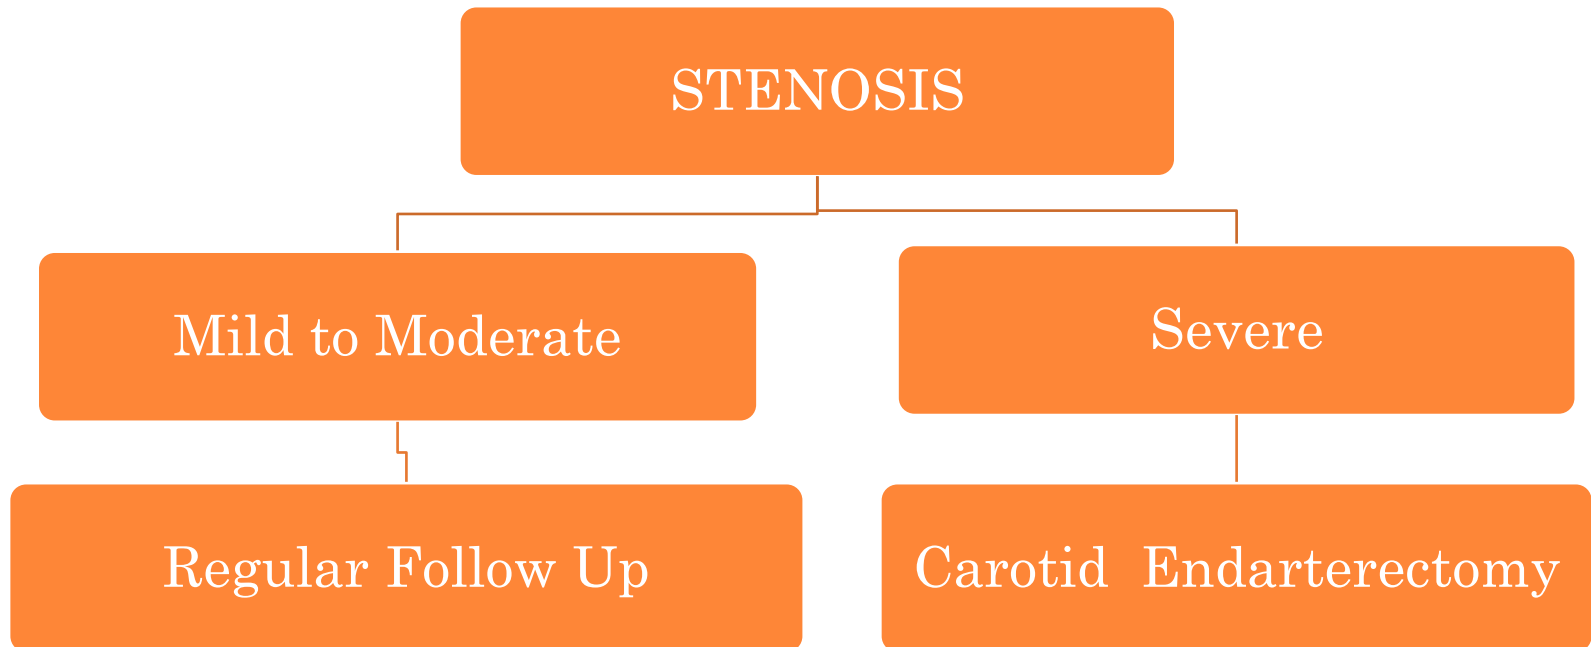 STENOSIS
Mild to Moderate
Severe
Regular Follow Up
Carotid  Endarterectomy